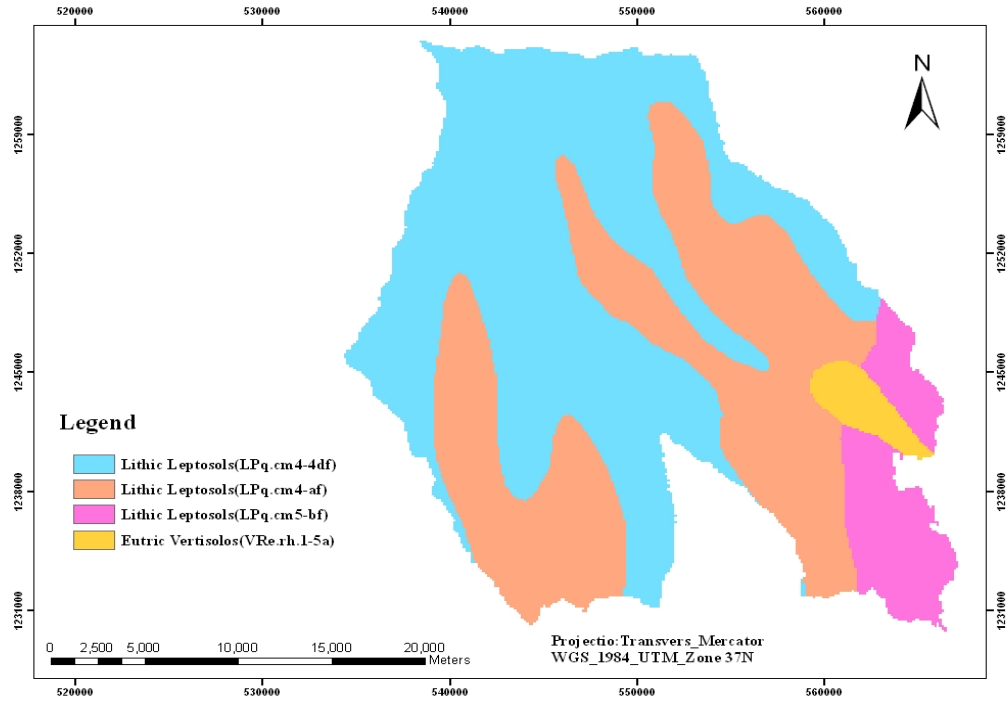 520000 530000 540000 550000 560000
N
1259000 1259000
1252000 1252000
1245000 1245000
1238000 1238000
1231000 1231000
Legend
Lithic Leptosols(LPq.cm4-4df)
Lithic Leptosols(LPq.cm4-af)
Lithic Leptosols(LPq.cm5-bf)
Eutric Vertisolos(VRe.rh.1-5a)
0 2,500 5,000 10,000 15,000 20,000
Meters
Projectio:Transvers_Mercator
WGS_1984_UTM_Zone 37N
520000 530000 540000 550000 560000